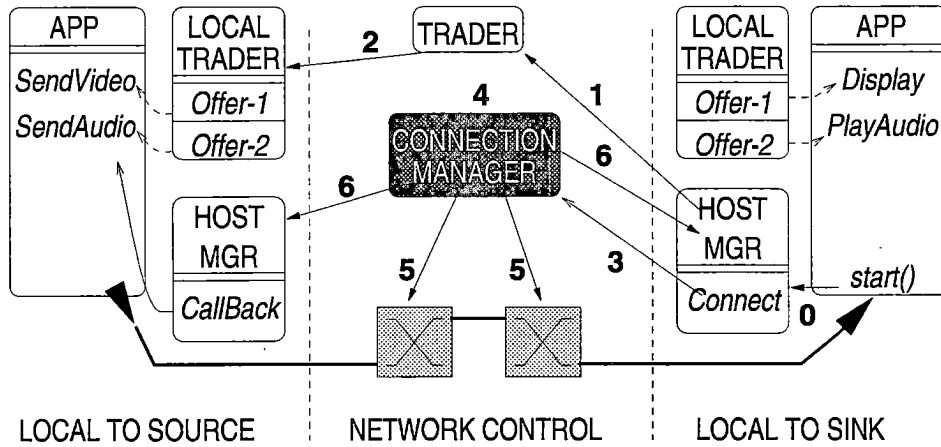 APP
SendVideo
SendAudio
LOCAL
TRADER
Offer-1
Offer-2
HOST
MGR
CallBack
2
TRADER
1
4
CONNECTION
MANAGER
6
6
5
5
3
LOCAL
TRADER
Offer-1
Offer-2
HOST
MGR
Connect
0
APP
Display
PlayAudio
start()
LOCAL TO SOURCE
NETWORK CONTROL
LOCAL TO SINK